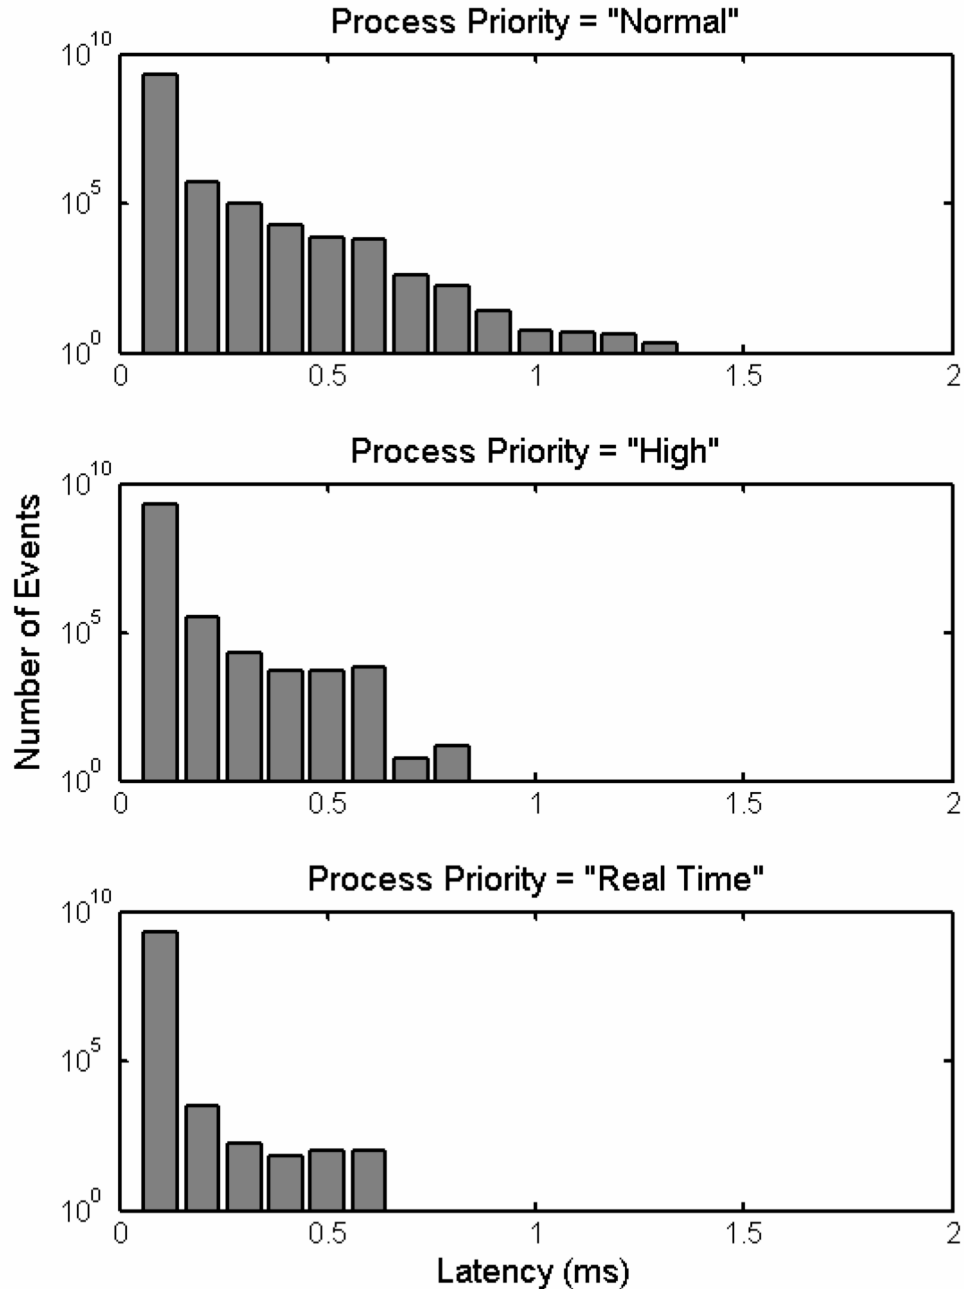 Process Priority = "Normal"
10^10
10^5
10^0
0 0.5 1 1.5 2
Process Priority = "High"
Number of Events
10^10
10^5
10^0
0 0.5 1 1.5 2
Process Priority = "Real Time"
10^10
10^5
10^0
0 0.5 1 1.5 2
Latency (ms)